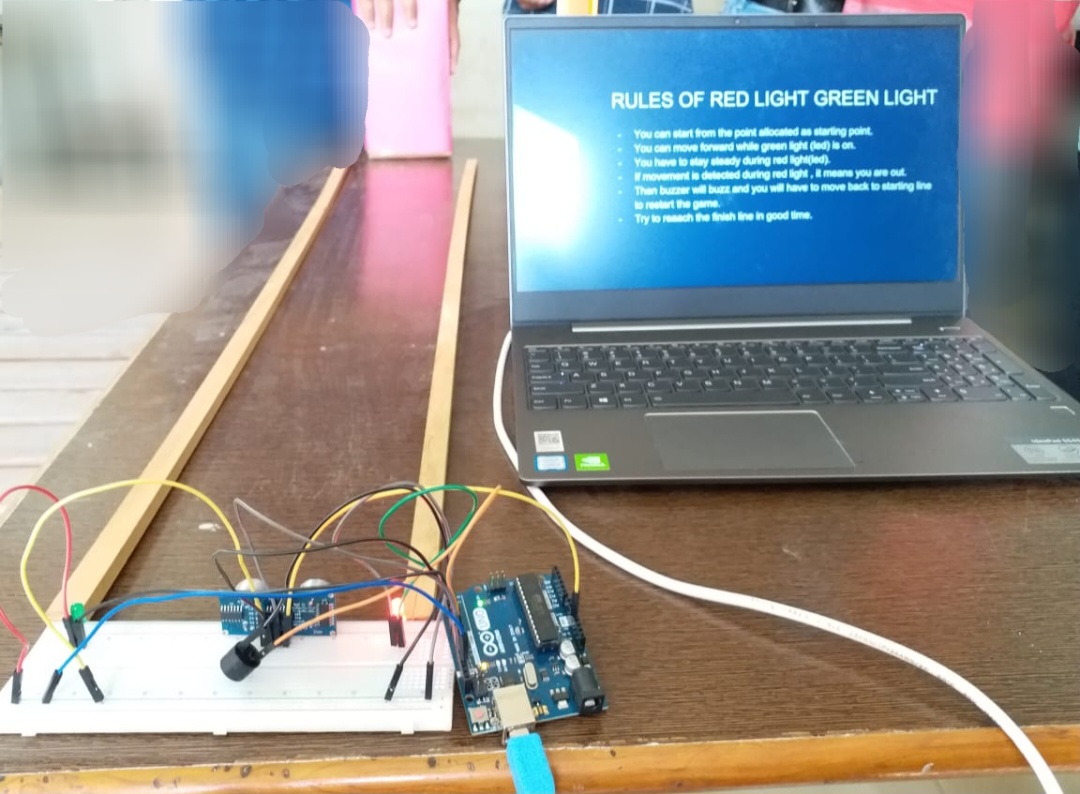 RULES OF RED LIGHT GREEN LIGHT
- You can start from the point allocated as starting point.
- You can move forward while green light (led) is on.
- You have to stay steady during red light(led).
- If movement is detected during red light , it means you are out.
- Then buzzer will buzz and you will have to move back to starting line
to restart the game.
- Try to reaach the finish line in good time.
ARDUINO